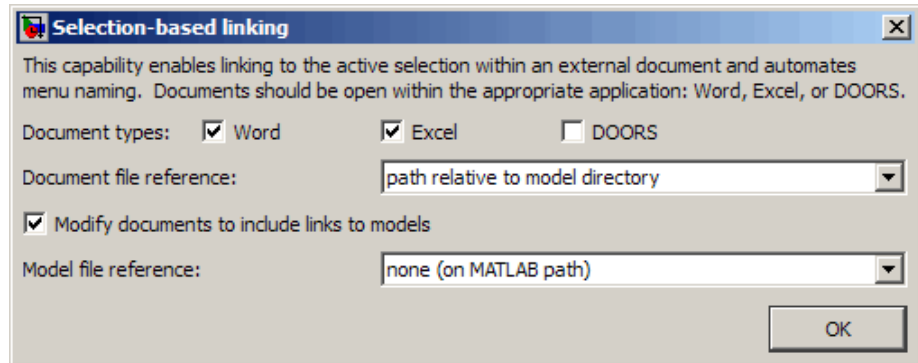 Selection-based linking
This capability enables linking to the active selection within an external document and automates
menu naming.  Documents should be open within the appropriate application: Word, Excel, or DOORS.
Document types: Word Excel DOORS
Document file reference: path relative to model directory
Modify documents to include links to models
Model file reference: none (on MATLAB path)
OK